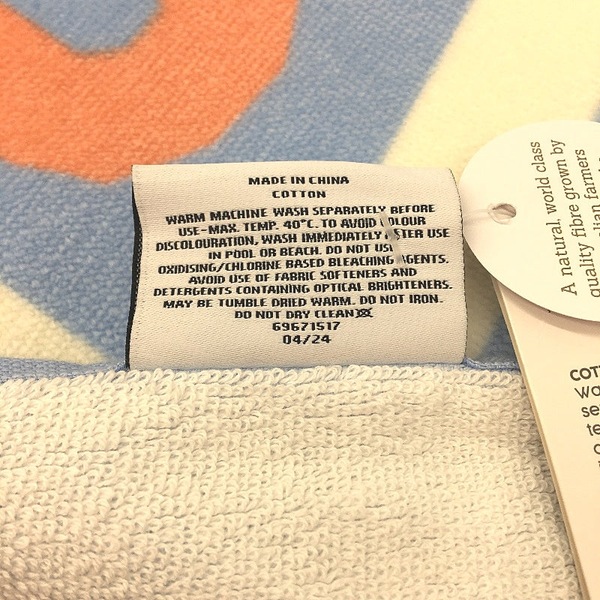 MADE IN CHINA
COTTON
WARM MACHINE WASH SEPARATELY BEFORE
USE-MAX. TEMP. 40°C. TO AVOID COLOUR
DISCOLOURATION, WASH IMMEDIATELY AFTER USE
IN POOL OR BEACH. DO NOT USE
OXIDISING/CHLORINE BASED BLEACHING AGENTS.
AVOID USE OF FABRIC SOFTENERS AND
DETERGENTS CONTAINING OPTICAL BRIGHTENERS.
MAY BE TUMBLE DRIED WARM. DO NOT IRON.
DO NOT DRY CLEAN
69671517
04/24
A natural, world class
quality fibre grown by
farmers